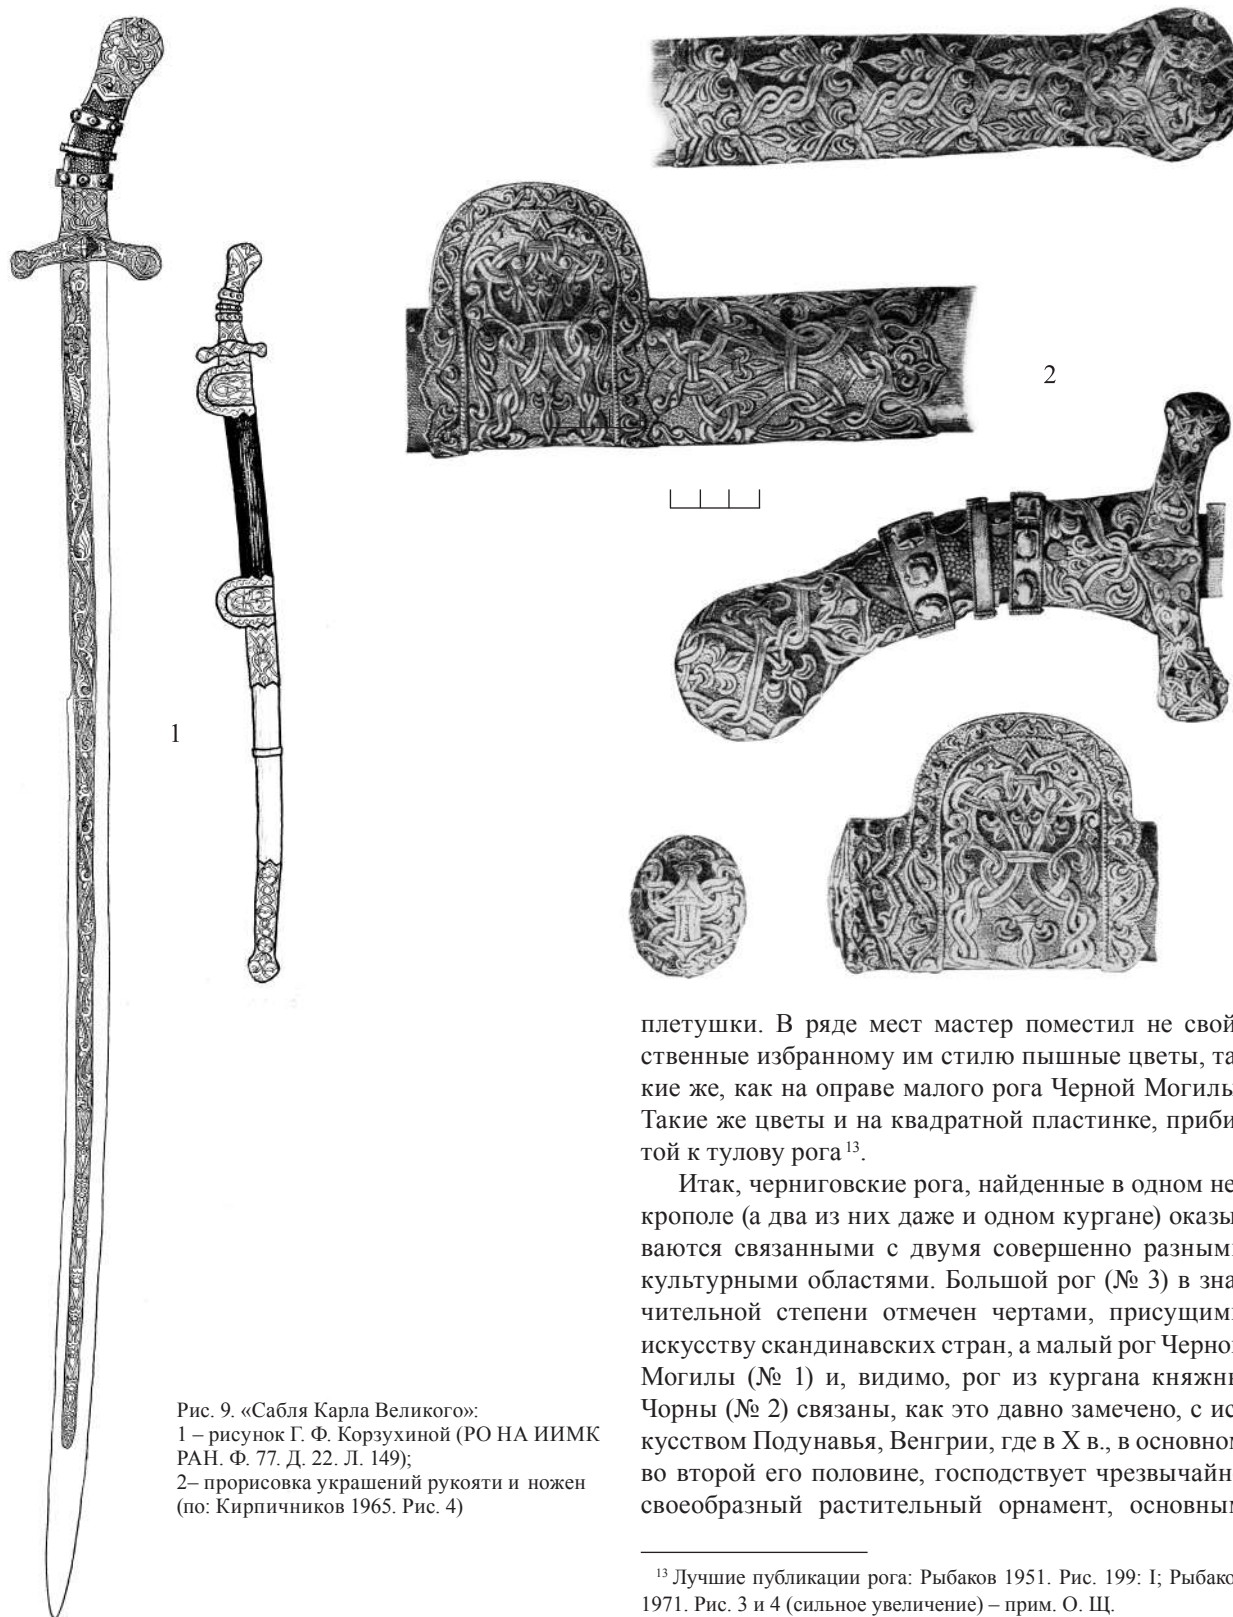 2
1
Рис. 9. «Сабля Карла Великого»:
1 – рисунок Г. Ф. Корзухиной (РО НА ИИМК
РАН. Ф. 77. Д. 22. Л. 149);
2– прорисовка украшений рукояти и ножен
(по: Кирпичников 1965. Рис. 4)
плетушки. В ряде мест мастер поместил не свой
ственные избранному им стилю пышные цветы, та
кие же, как на оправе малого рога Черной Могилы
Такие же цветы и на квадратной пластинке, приби
той к тулову рога 13.
Итак, черниговские рога, найденные в одном не
крополе (а два из них даже и одном кургане) оказы
ваются связанными с двумя совершенно разным
культурными областями. Большой рог (№ 3) в зна
чительной степени отмечен чертами, присущим
искусству скандинавских стран, а малый рог Черно
Могилы (№ 1) и, видимо, рог из кургана княжн
Чорны (№ 2) связаны, как это давно замечено, с ис
кусством Подунавья, Венгрии, где в X в., в основном
во второй его половине, господствует чрезвычайн
своеобразный растительный орнамент, основным
13 Лучшие публикации рога: Рыбаков 1951. Рис. 199: I; Рыбако
1971. Рис. 3 и 4 (сильное увеличение) – прим. О. Щ.